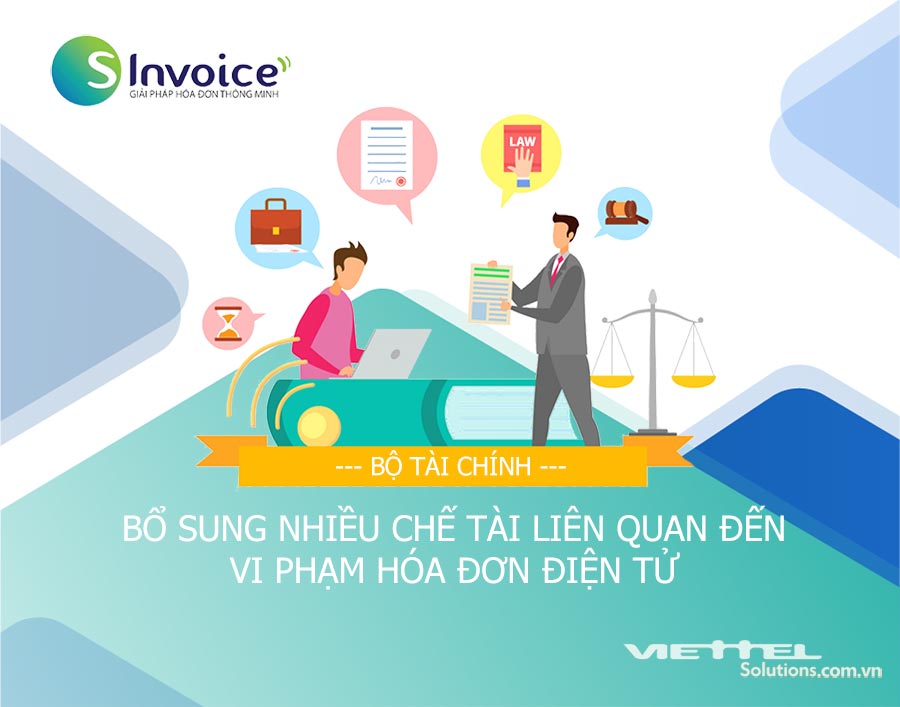 S Invoice
GIẢI PHÁP HÓA ĐƠN THÔNG MINH
LAW
--- BỘ TÀI CHÍNH ---
BỔ SUNG NHIỀU CHẾ TÀI LIÊN QUAN ĐẾN
VI PHẠM HÓA ĐƠN ĐIỆN TỬ
VIETTEL
Solutions.com.vn